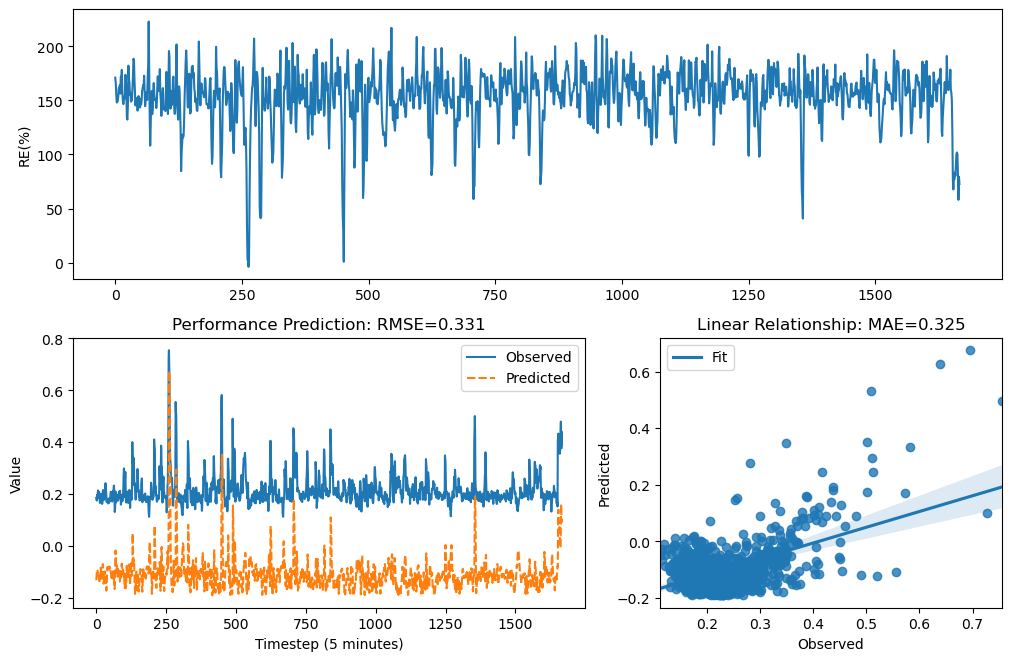 RE(%)
200
150
100
50
0
0 250 500 750 1000 1250 1500
Performance Prediction: RMSE=0.331
Value
0.8
0.6
0.4
0.2
0.0
−0.2
Observed
Predicted
0 250 500 750 1000 1250 1500
Timestep (5 minutes)
Linear Relationship: MAE=0.325
Predicted
0.6
0.4
0.2
0.0
−0.2
Fit
0.2 0.3 0.4 0.5 0.6 0.7
Observed